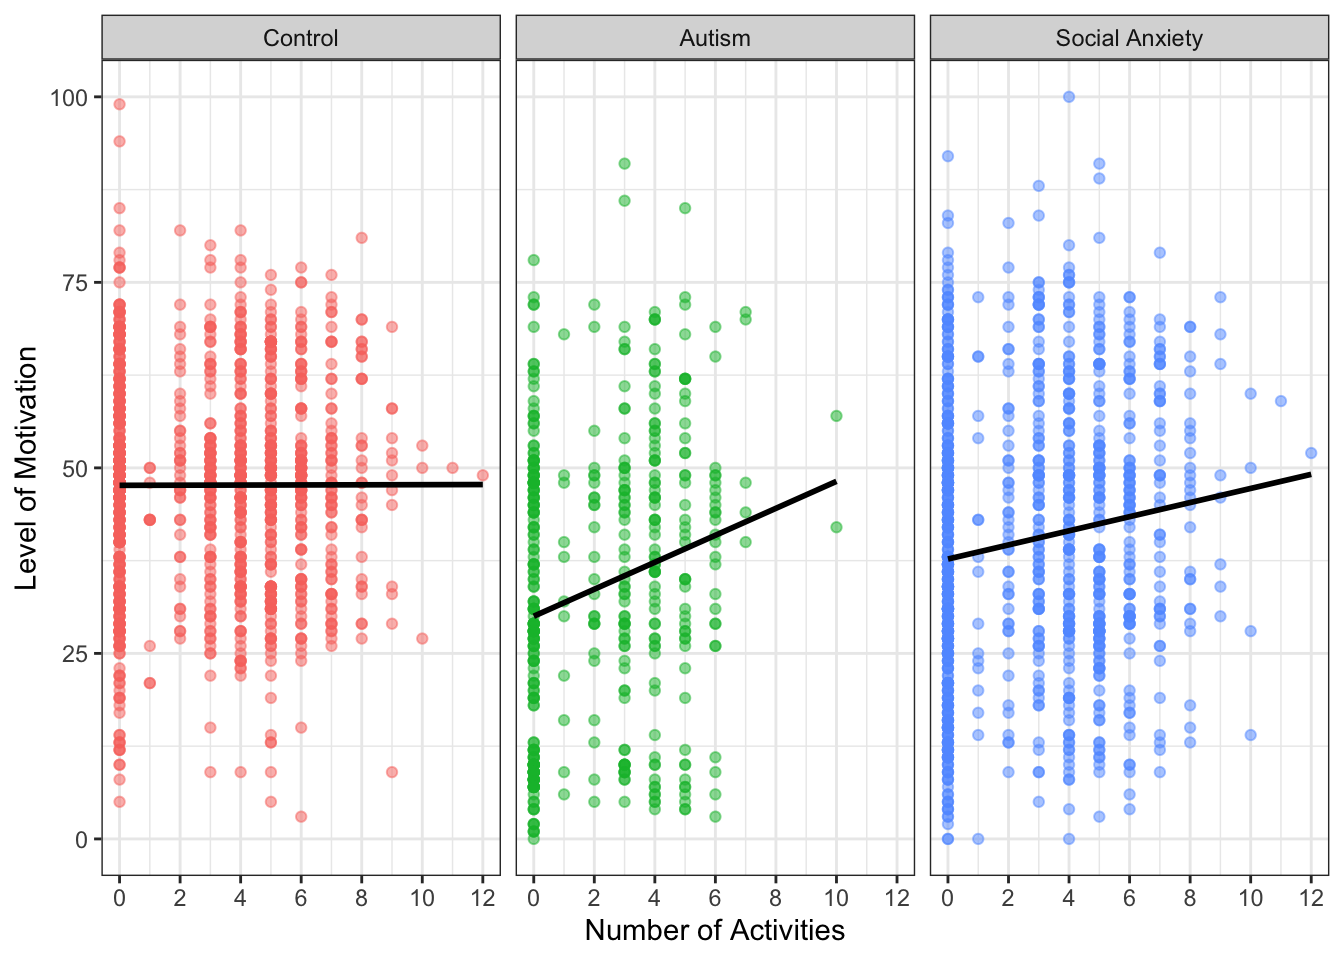 Control Autism Social Anxiety
100
75
50
25
0
Level of Motivation
0 2 4 6 8 10 12 0 2 4 6 8 10 12 0 2 4 6 8 10 12
Number of Activities